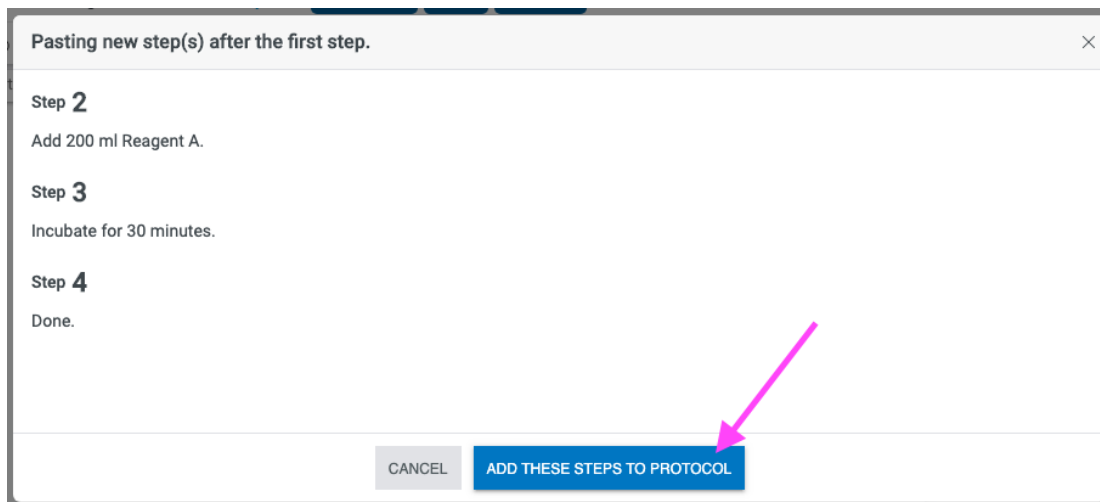 Pasting new step(s) after the first step.
Step 2
Add 200 ml Reagent A.
Step 3
Incubate for 30 minutes.
Step 4
Done.
CANCEL
ADD THESE STEPS TO PROTOCOL